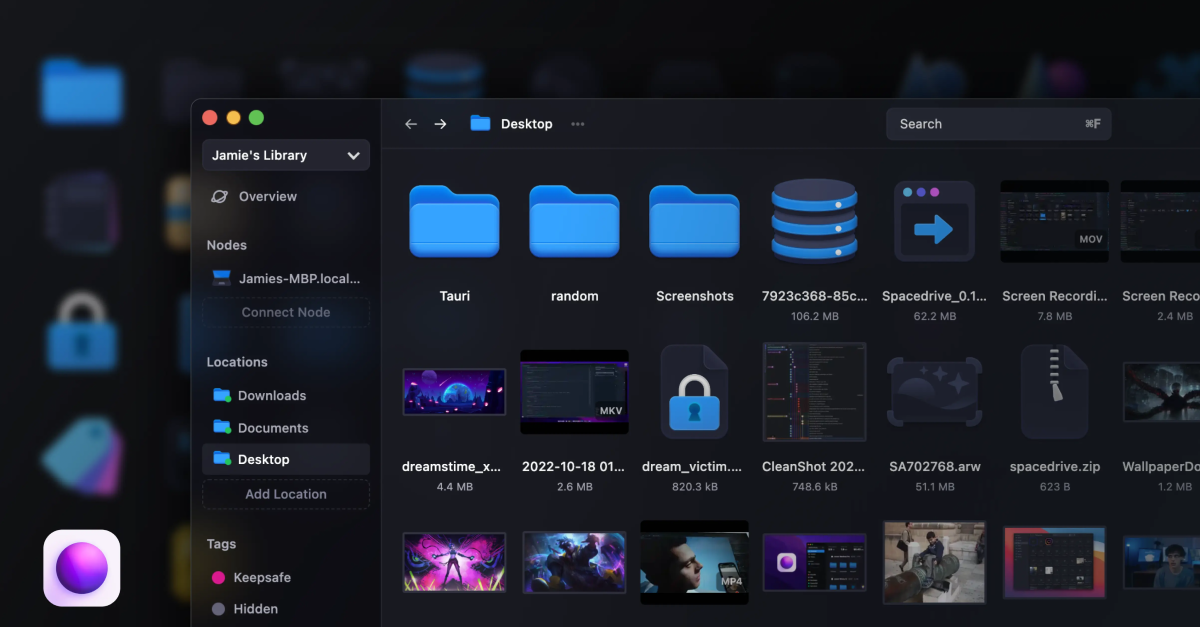 Desktop
Search
⌘F
Jamie's Library
Overview
Nodes
Jamies-MBP.local...
Connect Node
Locations
Downloads
Documents
Desktop
Add Location
Tags
Keepsafe
Hidden
Tauri
random
Screenshots
7923c368-85c...
106.2 MB
Spacedrive_0.1...
62.2 MB
MOV
Screen Recordi...
7.8 MB
Screen Reco
2.4 MB
dreamstime_x...
4.4 MB
MKV
2022-10-18 01...
2.6 MB
dream_victim....
820.3 kB
CleanShot 202...
748.6 kB
SA702768.arw
51.1 MB
spacedrive.zip
623 B
WallpaperDo
1.2 MB
MP4